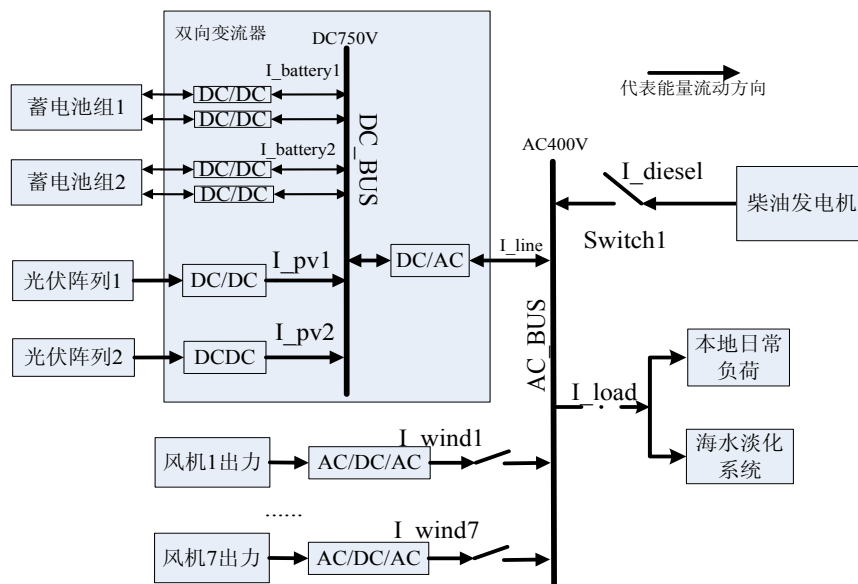 双向变流器
DC750V
I_battery1
DC/DC
DC/DC
蓄电池组1
I_battery2
DC/DC
DC/DC
蓄电池组2
DC_BUS
光伏阵列1
DC/DC
I_pv1
DC/AC
I_line
光伏阵列2
DCDC
I_pv2
代表能量流动方向
AC400V
I_diesel
Switch1
柴油发电机
AC_BUS
I_load
本地日常
负荷
海水淡化
系统
风机1出力
AC/DC/AC
I_wind1
......
风机7出力
AC/DC/AC
I_wind7